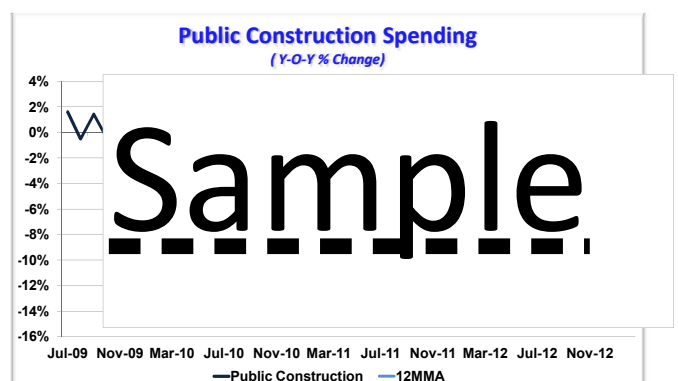 Public Construction Spending
( Y-O-Y % Change)
4%
2%
0%
-2%
-4%
-6%
-8%
-10%
-12%
-14%
-16%
Sample
Jul-09 Nov-09 Mar-10 Jul-10 Nov-10 Mar-11 Jul-11 Nov-11 Mar-12 Jul-12 Nov-12
Public Construction 12MMA